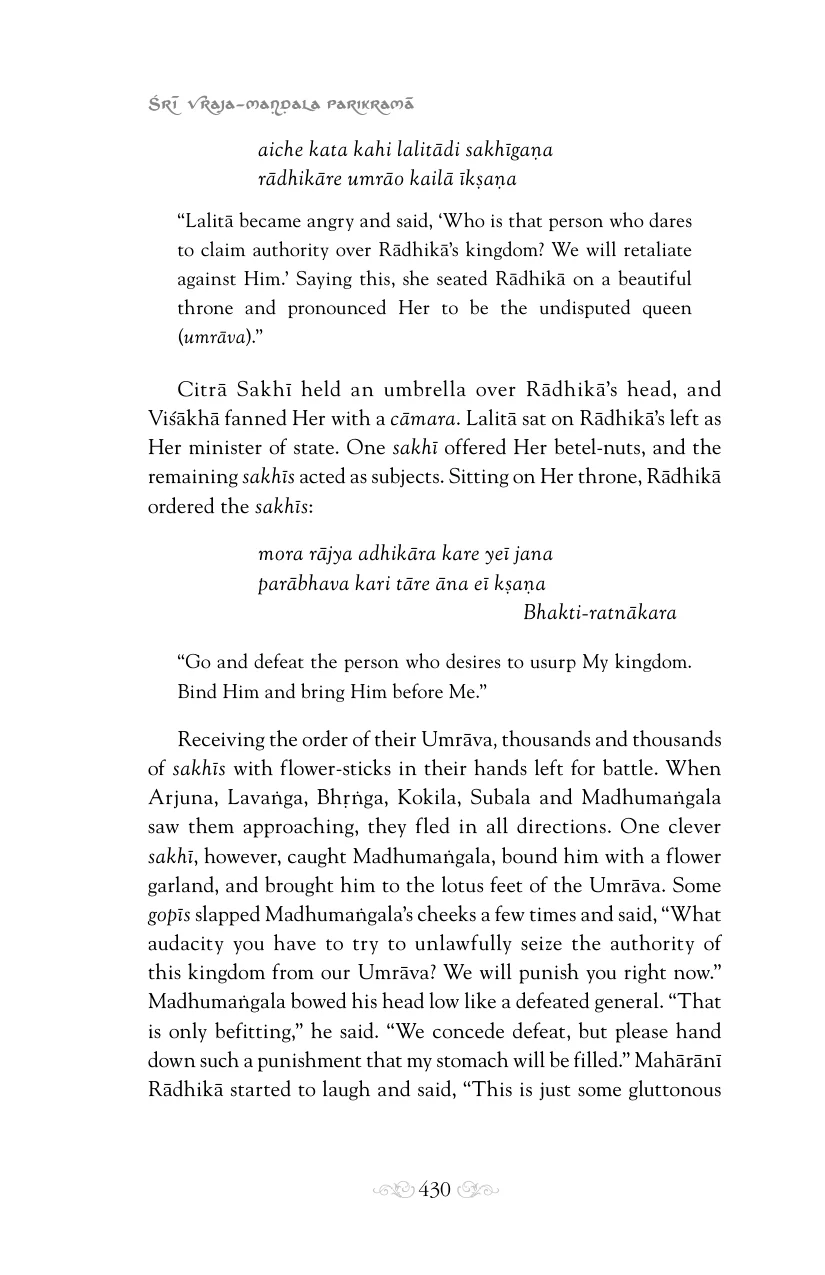 Śrī Vraja-maṇḍala Parikramā
aiche kata kahi lalitādi sakhīgaṇa
rādhikāre umrāo kailā īkṣaṇa
“Lalitā became angry and said, ‘Who is that person who dares
to claim authority over Rādhikā’s kingdom? We will retaliate
against Him.’ Saying this, she seated Rādhikā on a beautiful
throne and pronounced Her to be the undisputed queen
(umrāva).”
Citrā Sakhī held an umbrella over Rādhikā’s head, and
Viśākhā fanned Her with a cāmara. Lalitā sat on Rādhikā’s left as
Her minister of state. One sakhī offered Her betel-nuts, and the
remaining sakhīs acted as subjects. Sitting on Her throne, Rādhikā
ordered the sakhīs:
mora rājya adhikāra kare yeī jana
parābhava kari tāre āna eī kṣaṇa
Bhakti-ratnākara
“Go and defeat the person who desires to usurp My kingdom.
Bind Him and bring Him before Me.”
Receiving the order of their Umrāva, thousands and thousands
of sakhīs with flower-sticks in their hands left for battle. When
Arjuna, Lavaṅga, Bhṛṅga, Kokila, Subala and Madhumaṅgala
saw them approaching, they fled in all directions. One clever
sakhī, however, caught Madhumaṅgala, bound him with a flower
garland, and brought him to the lotus feet of the Umrāva. Some
gopīs slapped Madhumaṅgala’s cheeks a few times and said, “What
audacity you have to try to unlawfully seize the authority of
this kingdom from our Umrāva? We will punish you right now.”
Madhumaṅgala bowed his head low like a defeated general. “That
is only befitting,” he said. “We concede defeat, but please hand
down such a punishment that my stomach will be filled.” Mahārānī
Rādhikā started to laugh and said, “This is just some gluttonous
430